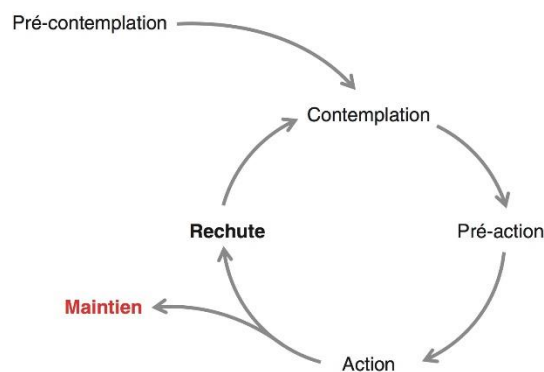 Pré-contemplation
Contemplation
Rechute
Pré-action
Maintien
Action